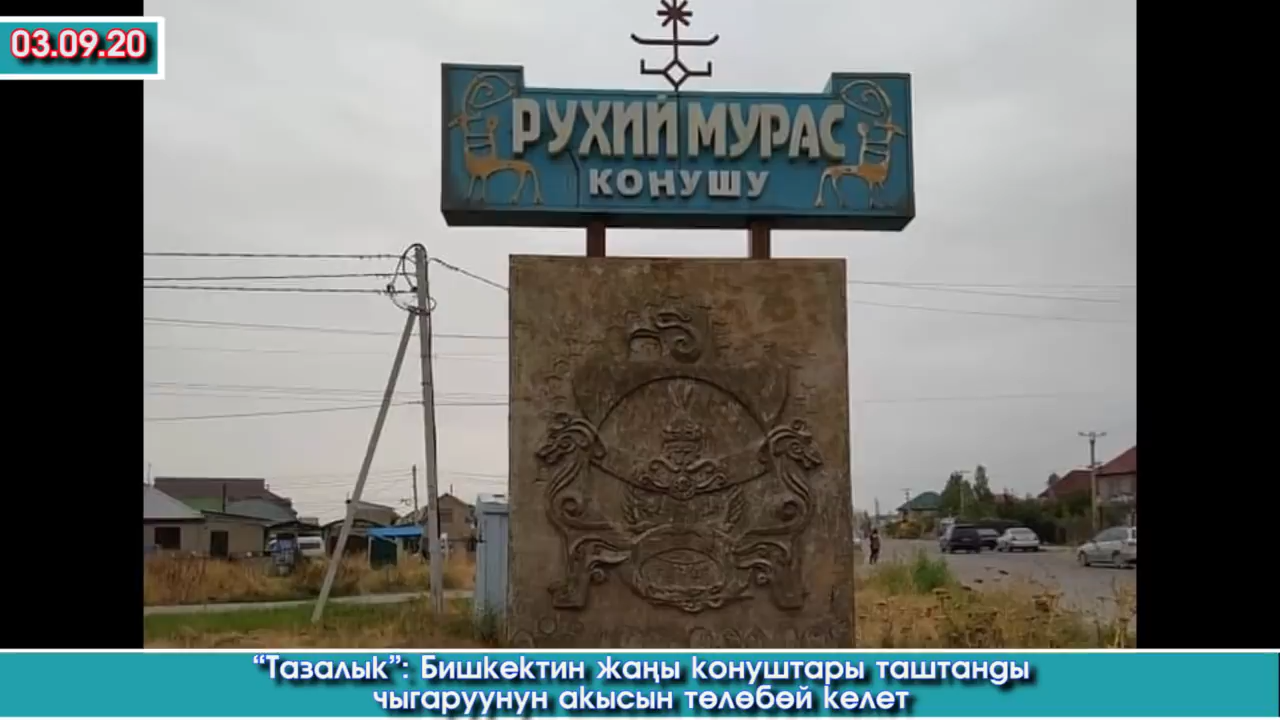 03.09.20
РУХИЙ МУРАС
КОНУШУ
“Тазалык”: Бишкектин жаңы конуштары таштанды
чыгаруунун акысын төлөбөй келет